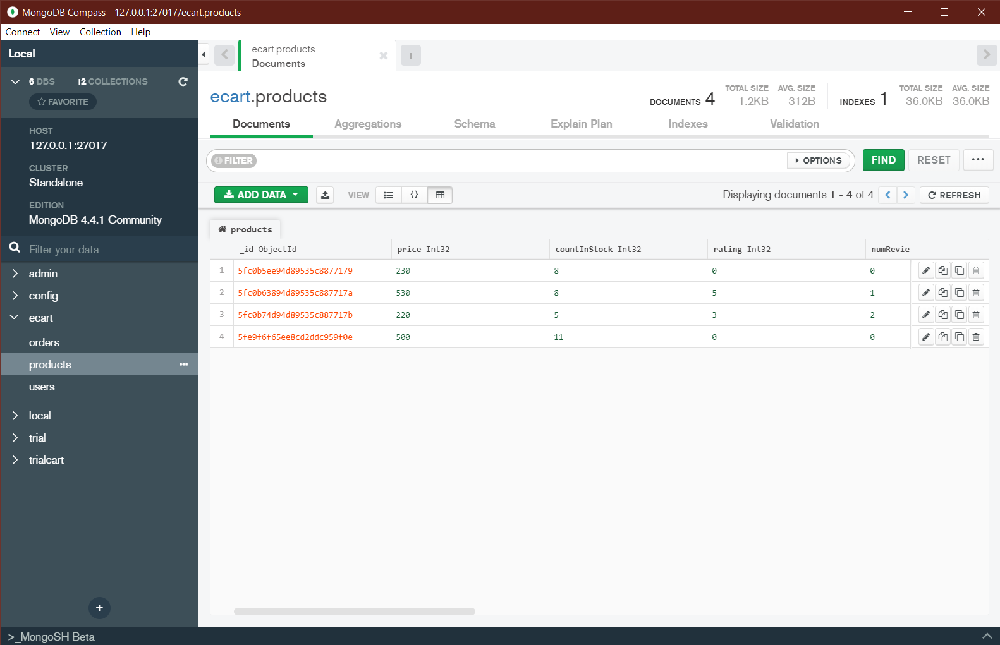 MongoDB Compass - 127.0.0.1:27017/ecart.products
Connect View Collection Help
Local
6 DBS 12 COLLECTIONS
FAVORITE
HOST
127.0.0.1:27017
CLUSTER
Standalone
EDITION
MongoDB 4.4.1 Community
Filter your data
admin
config
ecart
orders
products
users
local
trial
trialcart
>_MongoSH Beta
ecart.products
Documents
ecart.products
DOCUMENTS 4 TOTAL SIZE 1.2KB AVG. SIZE 312B INDEXES 1 TOTAL SIZE 36.0KB AVG. SIZE 36.0KB
Documents Aggregations Schema Explain Plan Indexes Validation
FILTER OPTIONS FIND RESET
ADD DATA VIEW {} Displaying documents 1 - 4 of 4 REFRESH
products
_id ObjectId price Int32 countInStock Int32 rating Int32 numRevie
1 5fc0b5ee94d89535c8877179 230 8 0 0
2 5fc0b63894d89535c887717a 530 8 5 1
3 5fc0b74d94d89535c887717b 220 5 3 2
4 5fe9f6f65ee8cd2ddc959f0e 500 11 0 0